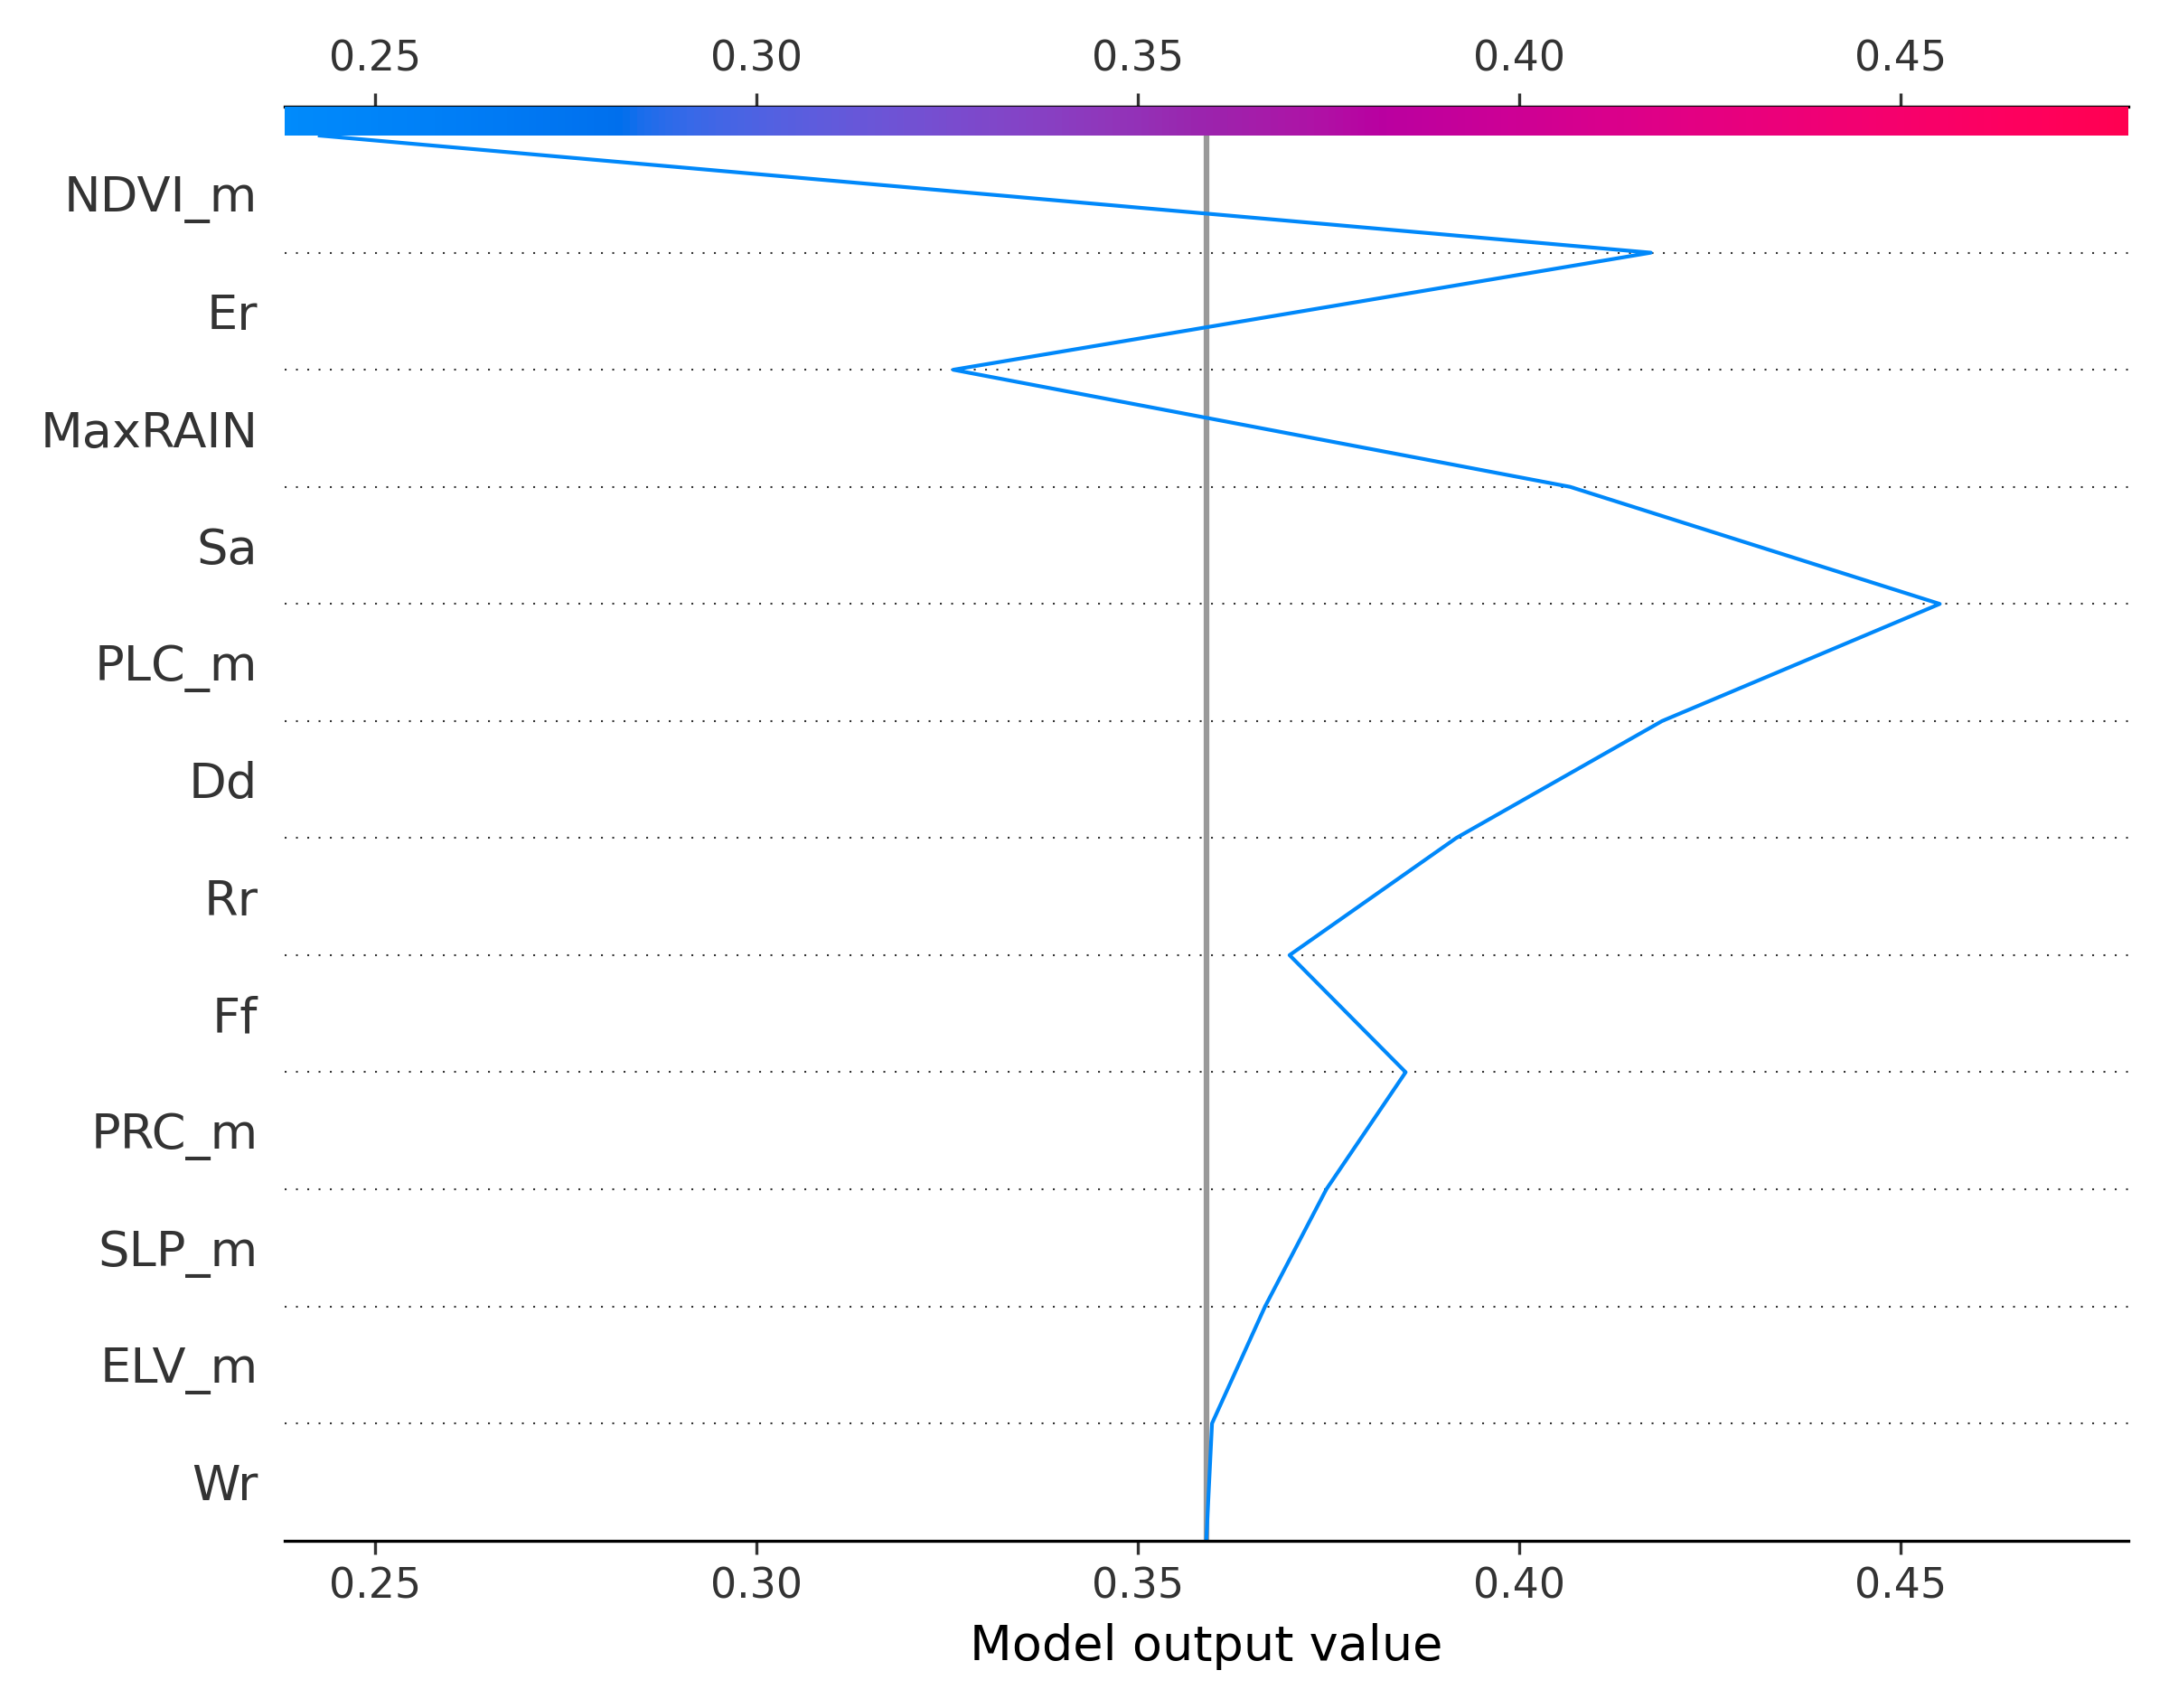 0.25 0.30 0.35 0.40 0.45
NDVI_m
Er
MaxRAIN
Sa
PLC_m
Dd
Rr
Ff
PRC_m
SLP_m
ELV_m
Wr
0.25 0.30 0.35 0.40 0.45
Model output value